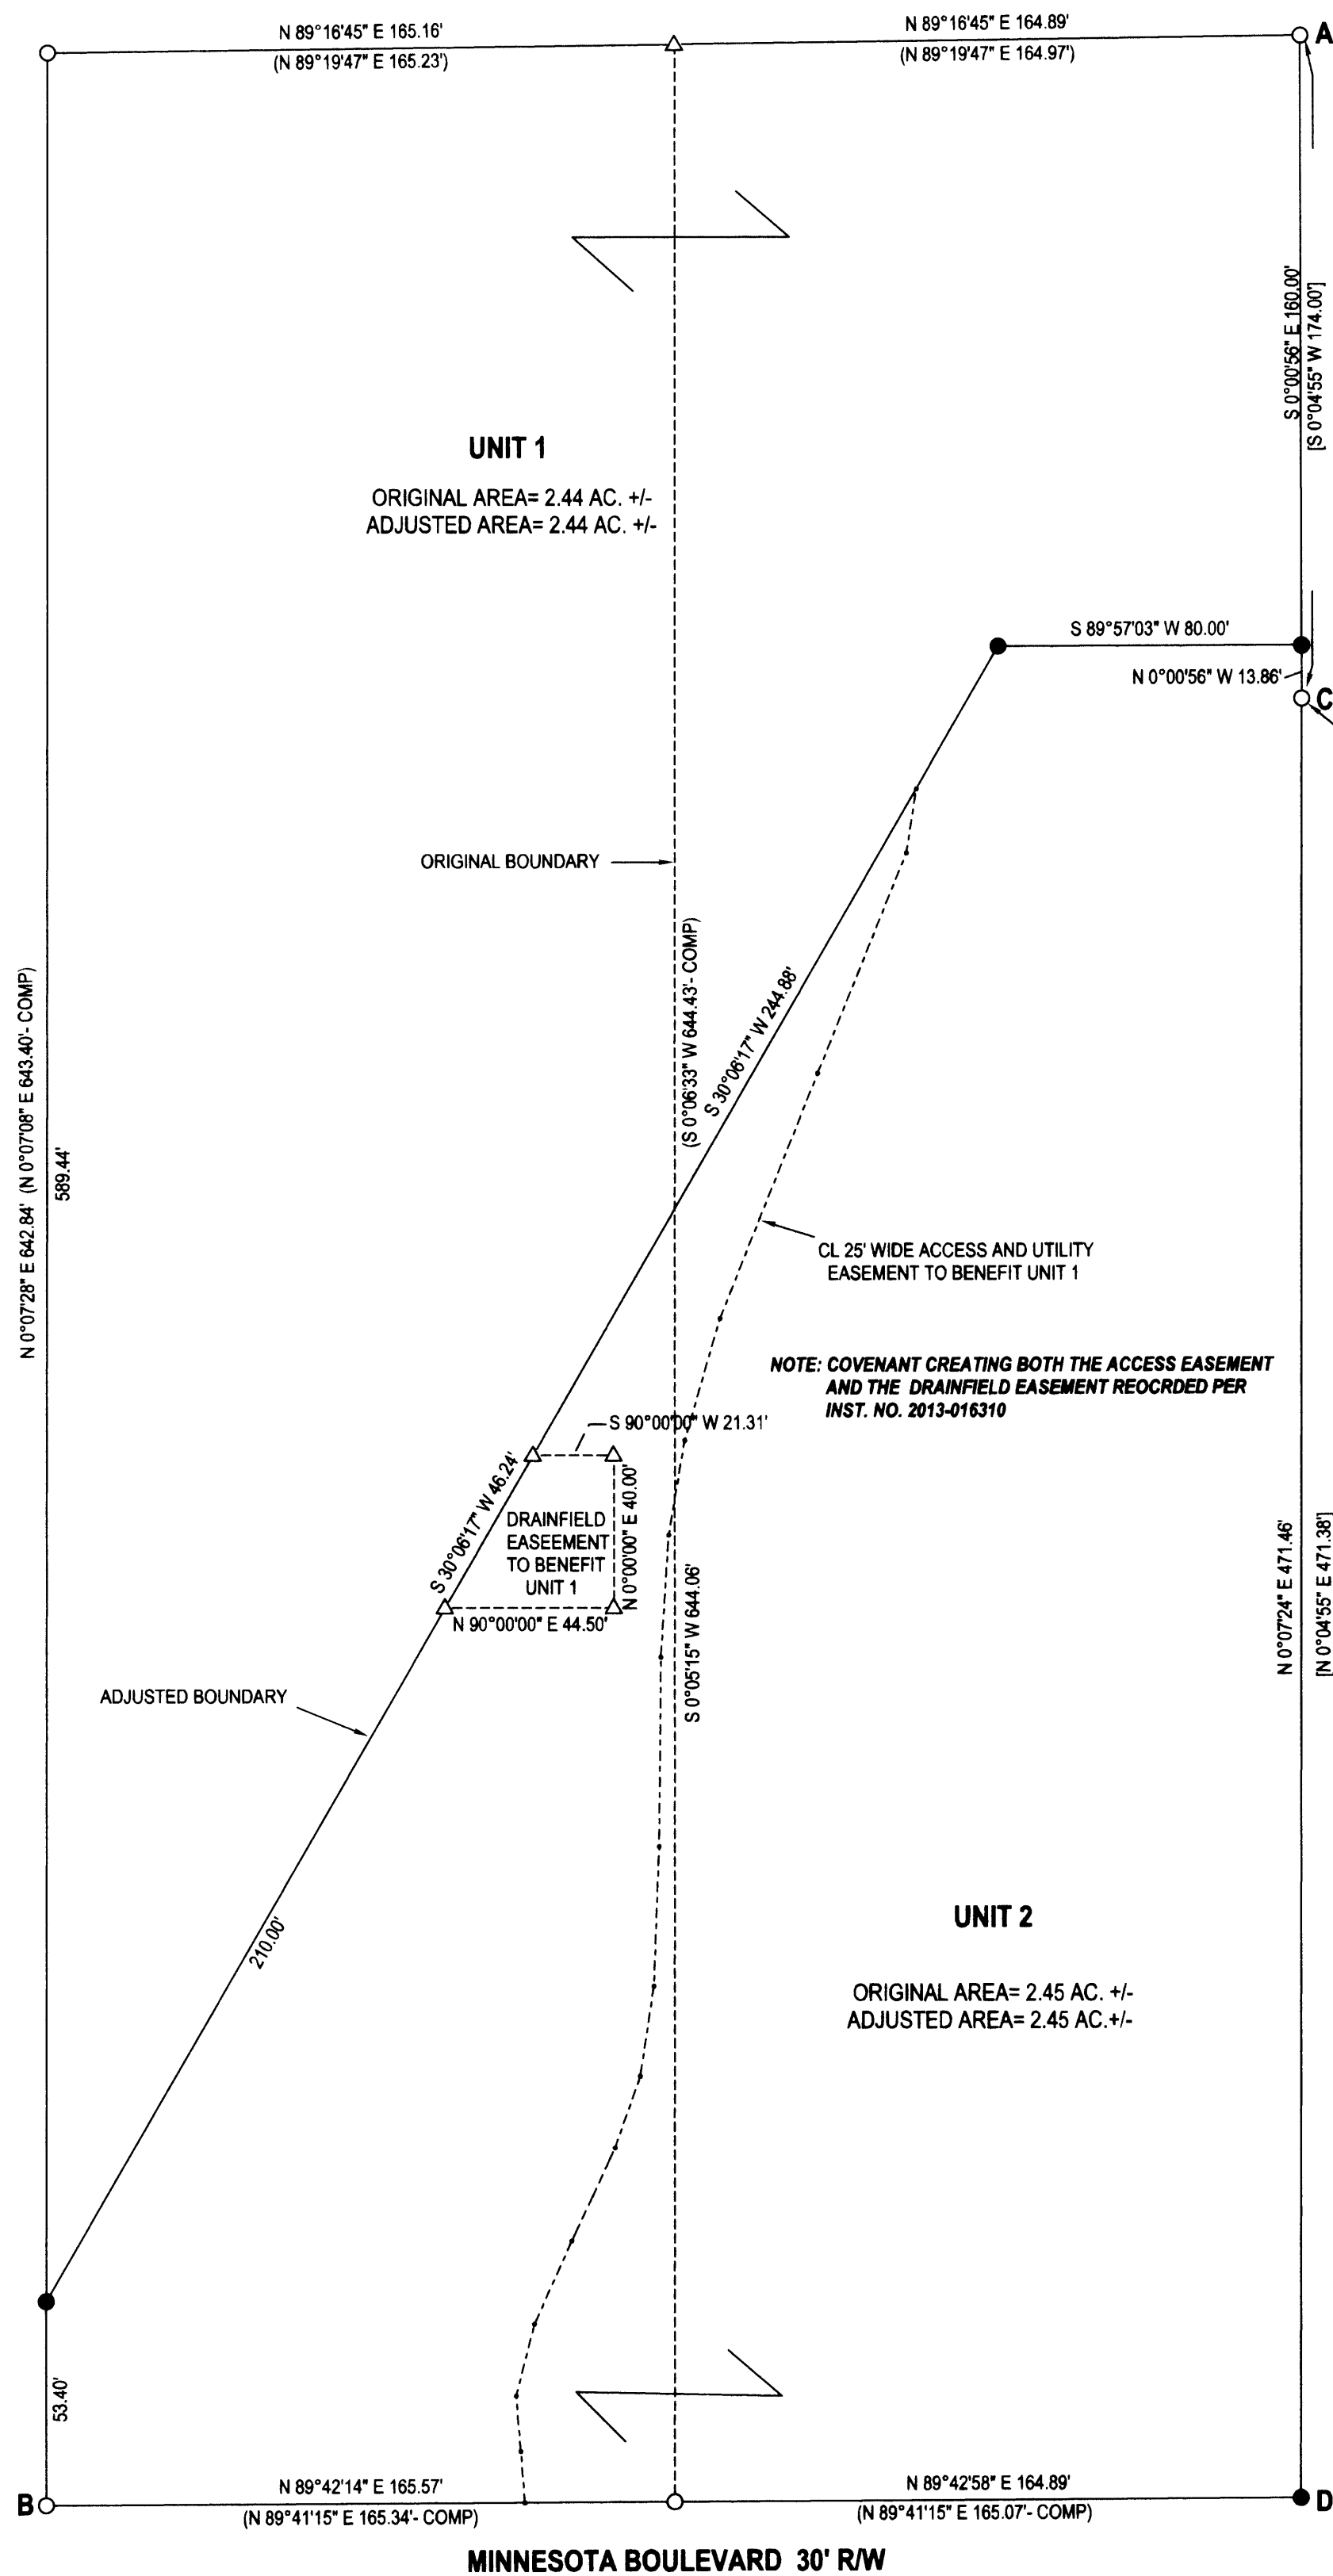 N 89°16'45" E 165.16'
(N 89°19'47" E 165.23')
N 89°16'45" E 164.89'
(N 89°19'47" E 164.97')
A
S 0°00'56" E 160.00'
[S 0°04'55" W 174.00']
UNIT 1
ORIGINAL AREA= 2.44 AC. +/-
ADJUSTED AREA= 2.44 AC. +/-
S 89°57'03" W 80.00'
N 0°00'56" W 13.86'
C
ORIGINAL BOUNDARY
(S 0°06'33" W 644.43'- COMP)
S 30°06'17" W 244.88'
N 0°07'28" E 642.84' (N 0°07'08" E 643.40'- COMP)
589.44'
CL 25' WIDE ACCESS AND UTILITY
EASEMENT TO BENEFIT UNIT 1
NOTE: COVENANT CREATING BOTH THE ACCESS EASEMENT
AND THE DRAINFIELD EASEMENT REOCRDED PER
INST. NO. 2013-016310
S 90°00'00" W 21.31'
S 30°06'17" W 46.24'
DRAINFIELD
EASEEMENT
TO BENEFIT
UNIT 1
N 0°00'00" E 40.00'
N 90°00'00" E 44.50'
S 0°05'15" W 644.06'
N 0°07'24" E 471.46'
[N 0°04'55" E 471.38']
ADJUSTED BOUNDARY
210.00'
UNIT 2
ORIGINAL AREA= 2.45 AC. +/-
ADJUSTED AREA= 2.45 AC.+/-
53.40'
B
N 89°42'14" E 165.57'
(N 89°41'15" E 165.34'- COMP)
N 89°42'58" E 164.89'
(N 89°41'15" E 165.07'- COMP)
D
MINNESOTA BOULEVARD 30' R/W